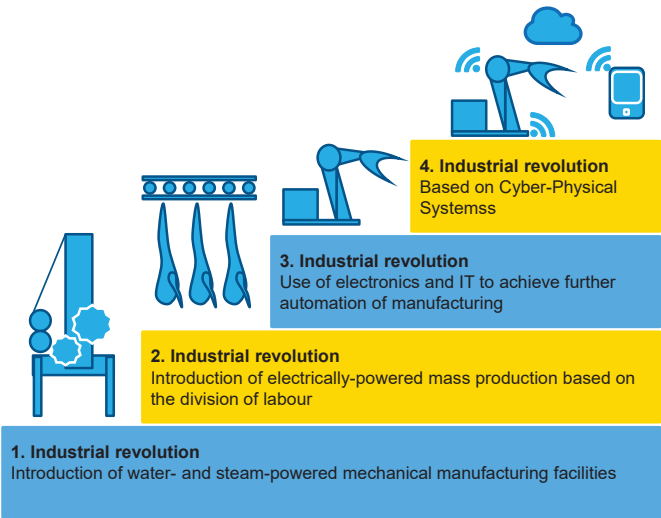 4. Industrial revolution
Based on Cyber-Physical
Systemss
3. Industrial revolution
Use of electronics and IT to achieve further
automation of manufacturing
2. Industrial revolution
Introduction of electrically-powered mass production based on
the division of labour
1. Industrial revolution
Introduction of water- and steam-powered mechanical manufacturing facilities